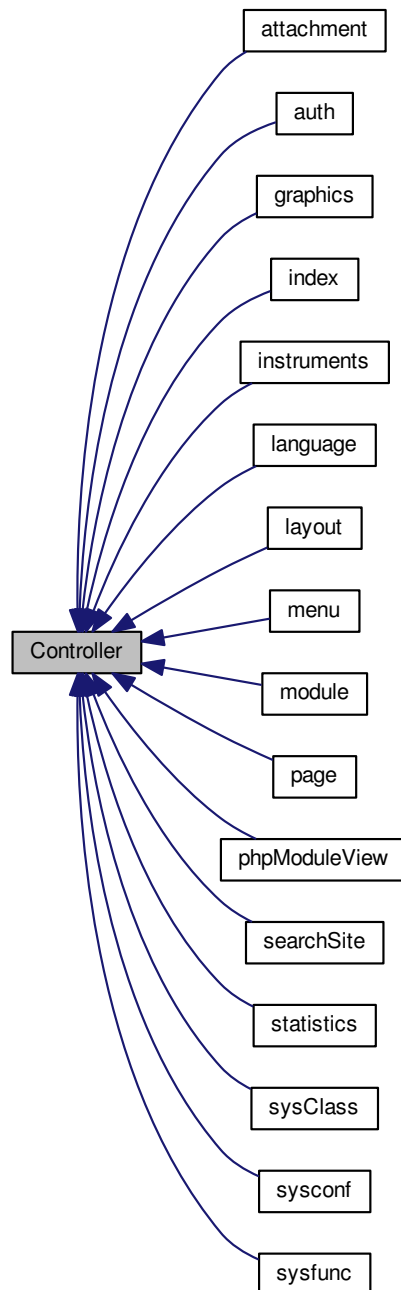 attachment
auth
graphics
index
instruments
language
layout
menu
Controller
module
page
phpModuleView
searchSite
statistics
sysClass
sysconf
sysfunc